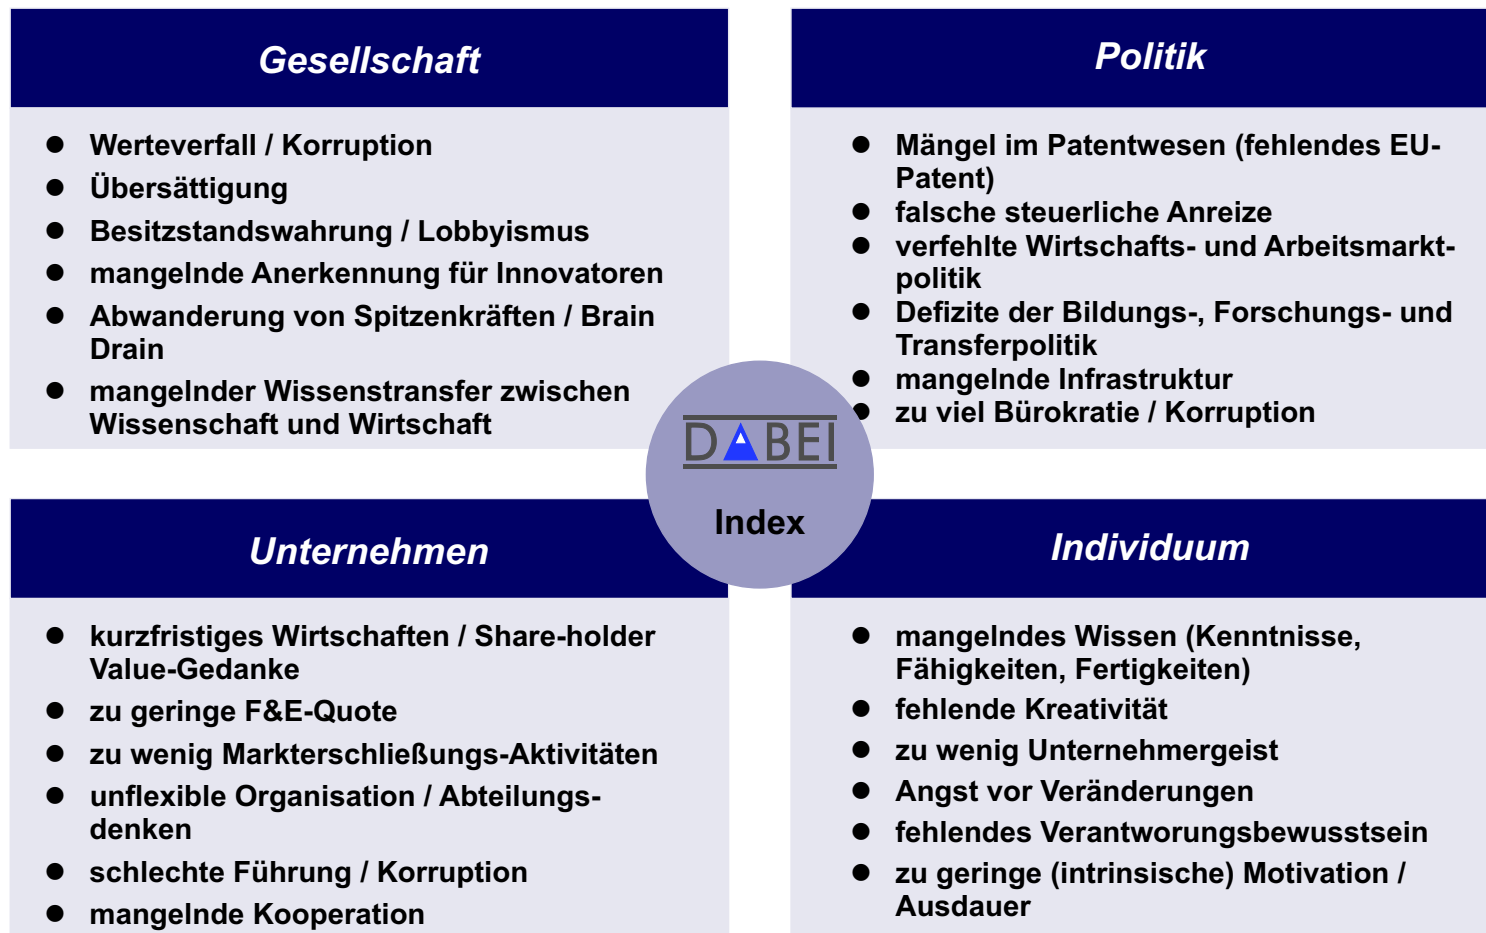 Gesellschaft
Werteverfall / Korruption
Übersättigung
Besitzstandswahrung / Lobbyismus
mangelnde Anerkennung für Innovatoren
Abwanderung von Spitzenkräften / Brain
Drain
mangelnder Wissenstransfer zwischen
Wissenschaft und Wirtschaft
Politik
Mängel im Patentwesen (fehlendes EU-
Patent)
falsche steuerliche Anreize
verfehlte Wirtschafts- und Arbeitsmarkt-
politik
Defizite der Bildungs-, Forschungs- und
Transferpolitik
mangelnde Infrastruktur
zu viel Bürokratie / Korruption
DABEI
Index
Unternehmen
kurzfristiges Wirtschaften / Share-holder
Value-Gedanke
zu geringe F&E-Quote
zu wenig Markterschließungs-Aktivitäten
unflexible Organisation / Abteilungs-
denken
schlechte Führung / Korruption
mangelnde Kooperation
Individuum
mangelndes Wissen (Kenntnisse,
Fähigkeiten, Fertigkeiten)
fehlende Kreativität
zu wenig Unternehmergeist
Angst vor Veränderungen
fehlendes Verantworungsbewusstsein
zu geringe (intrinsische) Motivation /
Ausdauer